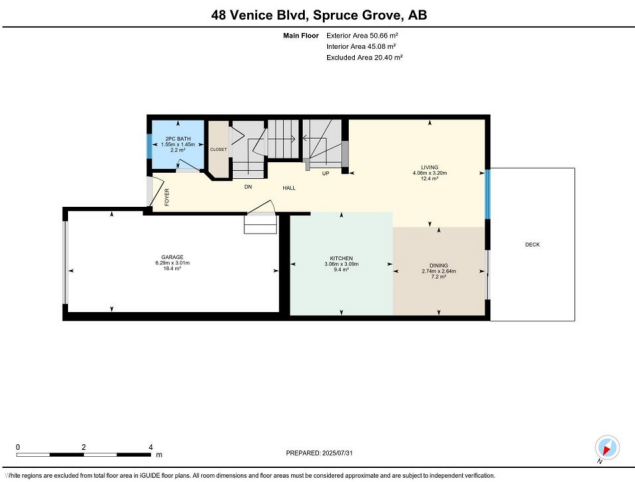 48 Venice Blvd, Spruce Grove, AB
Main Floor Exterior Area 50.66 m²
Interior Area 45.08 m²
Excluded Area 20.40 m²
2PC BATH
1.55m x 1.45m
2.2 m²
CLOSET
LIVING
4.06m x 3.20m
12.4 m²
UP
DN
HALL
FOYER
DECK
GARAGE
6.29m x 3.01m
18.4 m²
KITCHEN
3.06m x 3.09m
9.4 m²
DINING
2.74m x 2.64m
7.2 m²
0 2 4
m
PREPARED: 2025/07/31
N
White regions are excluded from total floor area in iGUIDE floor plans. All room dimensions and floor areas must be considered approximate and are subject to independent verification.